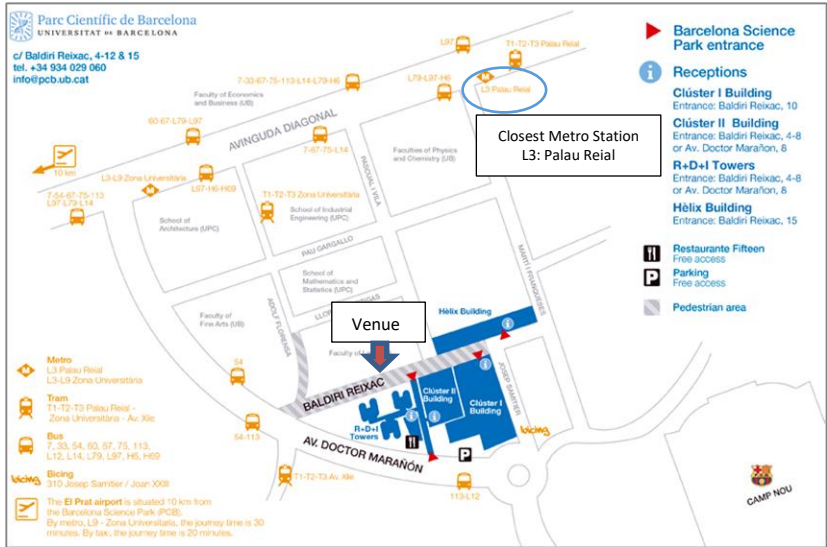 Parc Científic de Barcelona
UNIVERSITAT DE BARCELONA
c/ Baldiri Reixac, 4-12 & 15
tel. +34 934 029 060
info@pcb.ub.cat
L97
T1-T2-T3 Palau Reial
7-33-67-75-113-L14-L79-H6
L79-L97-H6
L3 Palau Reial
Faculty of Economics
and Business (UB)
60-67-L79-L97
AVINGUDA DIAGONAL
7-67-75-L14
Closest Metro Station
L3: Palau Reial
Faculties of Physics
and Chemistry (UB)
PASCUAL I VILA
10 km
L3-L9 Zona Universitària
L97-H6-H69
T1-T2-T3 Zona Universitària
7-54-67-75-113
L97-L79-L14
School of
Architecture (UPC)
School of Industrial
Engineering (UPC)
PAU GARGALLO
MARTÍ I FRANQUESES
School of
Mathematics and
Statistics (UPC)
ADOLF FLORENSA
Faculty of
Fine Arts (UB)
Venue
Hèlix Building
Faculty of
54
BALDIRI REIXAC
Clúster II
Building
Clúster I
Building
JOSEP SAMITIER
R+D+I
Towers
54-113
AV. DOCTOR MARAÑÓN
P
bicing
T1-T2-T3 Av. Xile
113-L12
CAMP NOU
Barcelona Science
Park entrance
i Receptions
Clúster I Building
Entrance: Baldiri Reixac, 10
Clúster II Building
Entrance: Baldiri Reixac, 4-8
or Av. Doctor Marañon, 8
R+D+I Towers
Entrance: Baldiri Reixac, 4-8
or Av. Doctor Marañon, 8
Hèlix Building
Entrance: Baldiri Reixac, 15
Restaurante Fifteen
Free access
P Parking
Free access
Pedestrian area
M Metro
L3 Palau Reial
L3-L9 Zona Universitària
Tram
T1-T2-T3 Palau Reial -
Zona Universitària - Av. Xile
Bus
7, 33, 54, 60, 67, 75, 113,
L12, L14, L79, L97, H6, H69
bicing Bicing
310 Josep Samitier / Joan XXIII
The El Prat airport is situated 10 km from
the Barcelona Science Park (PCB).
By metro, L9 - Zona Universitaria, the journey time is 30
minutes. By taxi, the journey time is 20 minutes.